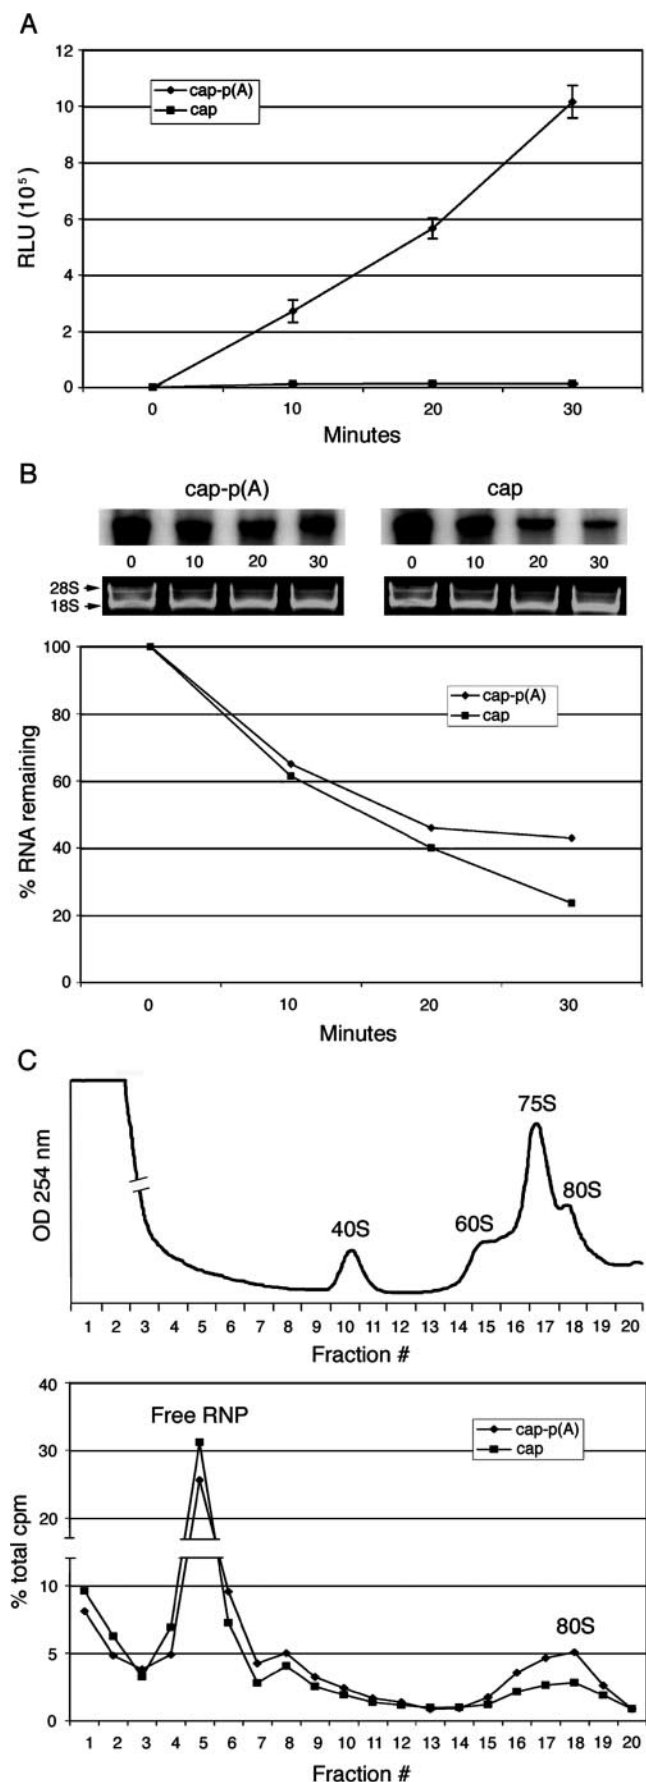 A
12
10
8
6
4
2
0
RLU (10⁵)
cap-p(A)
cap
0 10 20 30
Minutes
B
cap-p(A) cap
0 10 20 30 0 10 20 30
28S
18S
100
80
60
40
20
0
% RNA remaining
cap-p(A)
cap
0 10 20 30
Minutes
C
OD 254 nm
40S 60S 75S 80S
1 2 3 4 5 6 7 8 9 10 11 12 13 14 15 16 17 18 19 20
Fraction #
40
30
20
10
5
0
% total cpm
Free RNP
cap-p(A)
cap
80S
1 2 3 4 5 6 7 8 9 10 11 12 13 14 15 16 17 18 19 20
Fraction #